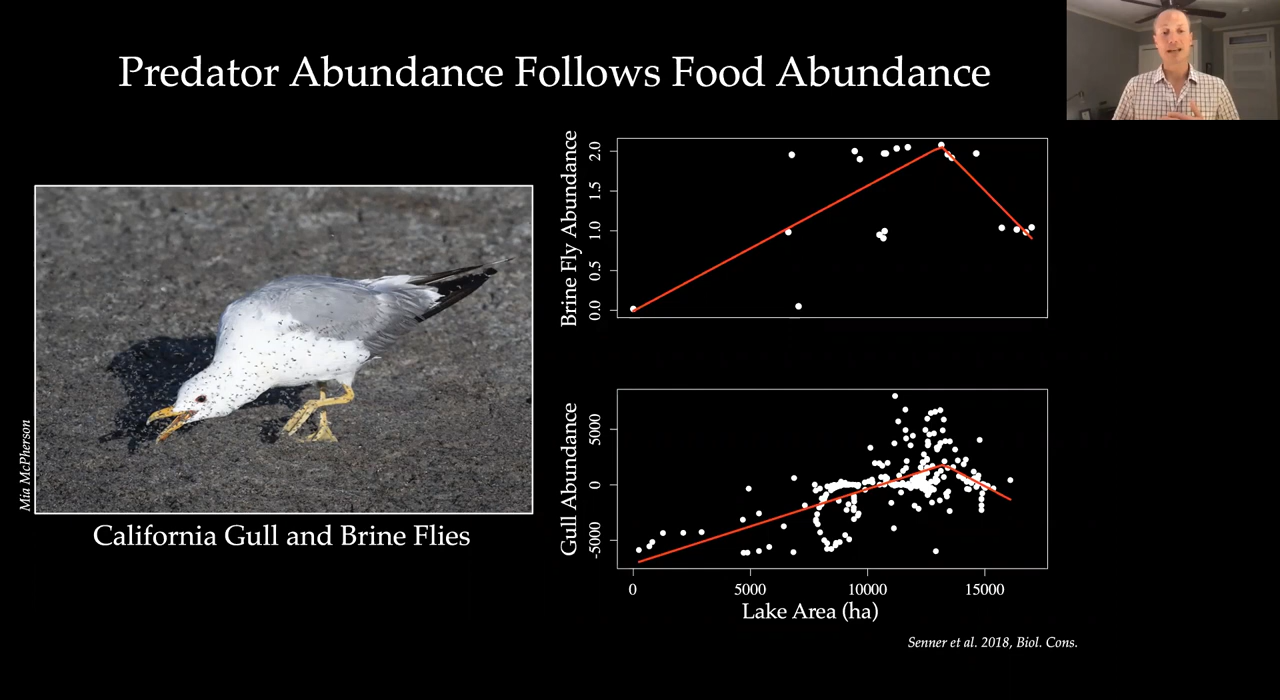 Predator Abundance Follows Food Abundance
Mia McPherson
California Gull and Brine Flies
Brine Fly Abundance
2.0
1.5
1.0
0.5
0.0
Gull Abundance
5000
0
-5000
0 5000 10000 15000
Lake Area (ha)
Senner et al. 2018, Biol. Cons.